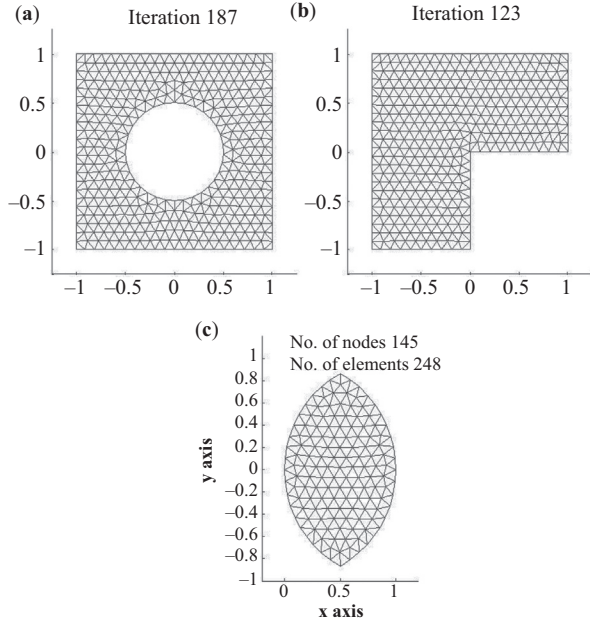 (a)
Iteration 187
1
0.5
0
–0.5
–1
–1 –0.5 0 0.5 1
(b)
Iteration 123
1
0.5
0
–0.5
–1
–1 –0.5 0 0.5 1
(c)
No. of nodes 145
No. of elements 248
1
0.8
0.6
0.4
0.2
0
–0.2
–0.4
–0.6
–0.8
–1
y axis
0 0.5 1
x axis